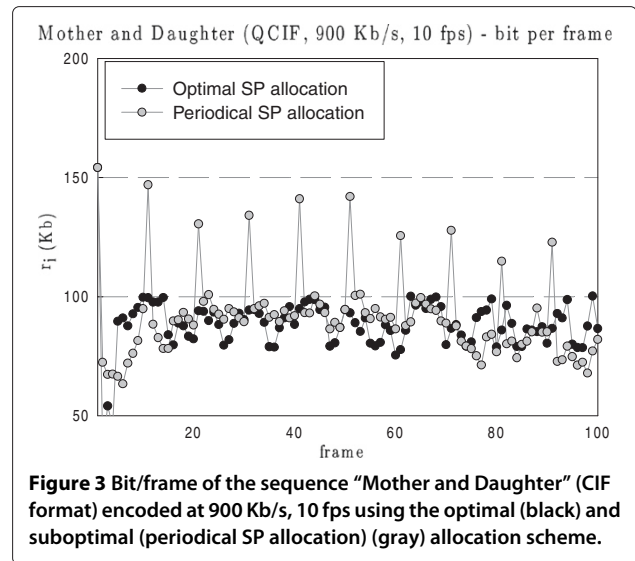 Mother and Daughter (QCIF, 900 Kb/s, 10 fps) - bit per frame
200
Optimal SP allocation
Periodical SP allocation
150
r_i (Kb)
100
50
20
40
60
80
100
frame
Figure 3 Bit/frame of the sequence “Mother and Daughter” (CIF
format) encoded at 900 Kb/s, 10 fps using the optimal (black) and
suboptimal (periodical SP allocation) (gray) allocation scheme.